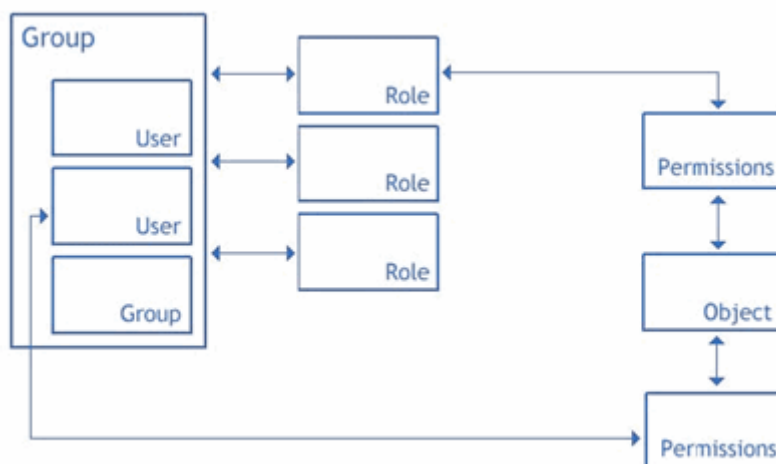 Group
User
User
Group
Role
Role
Role
Permissions
Object
Permissions